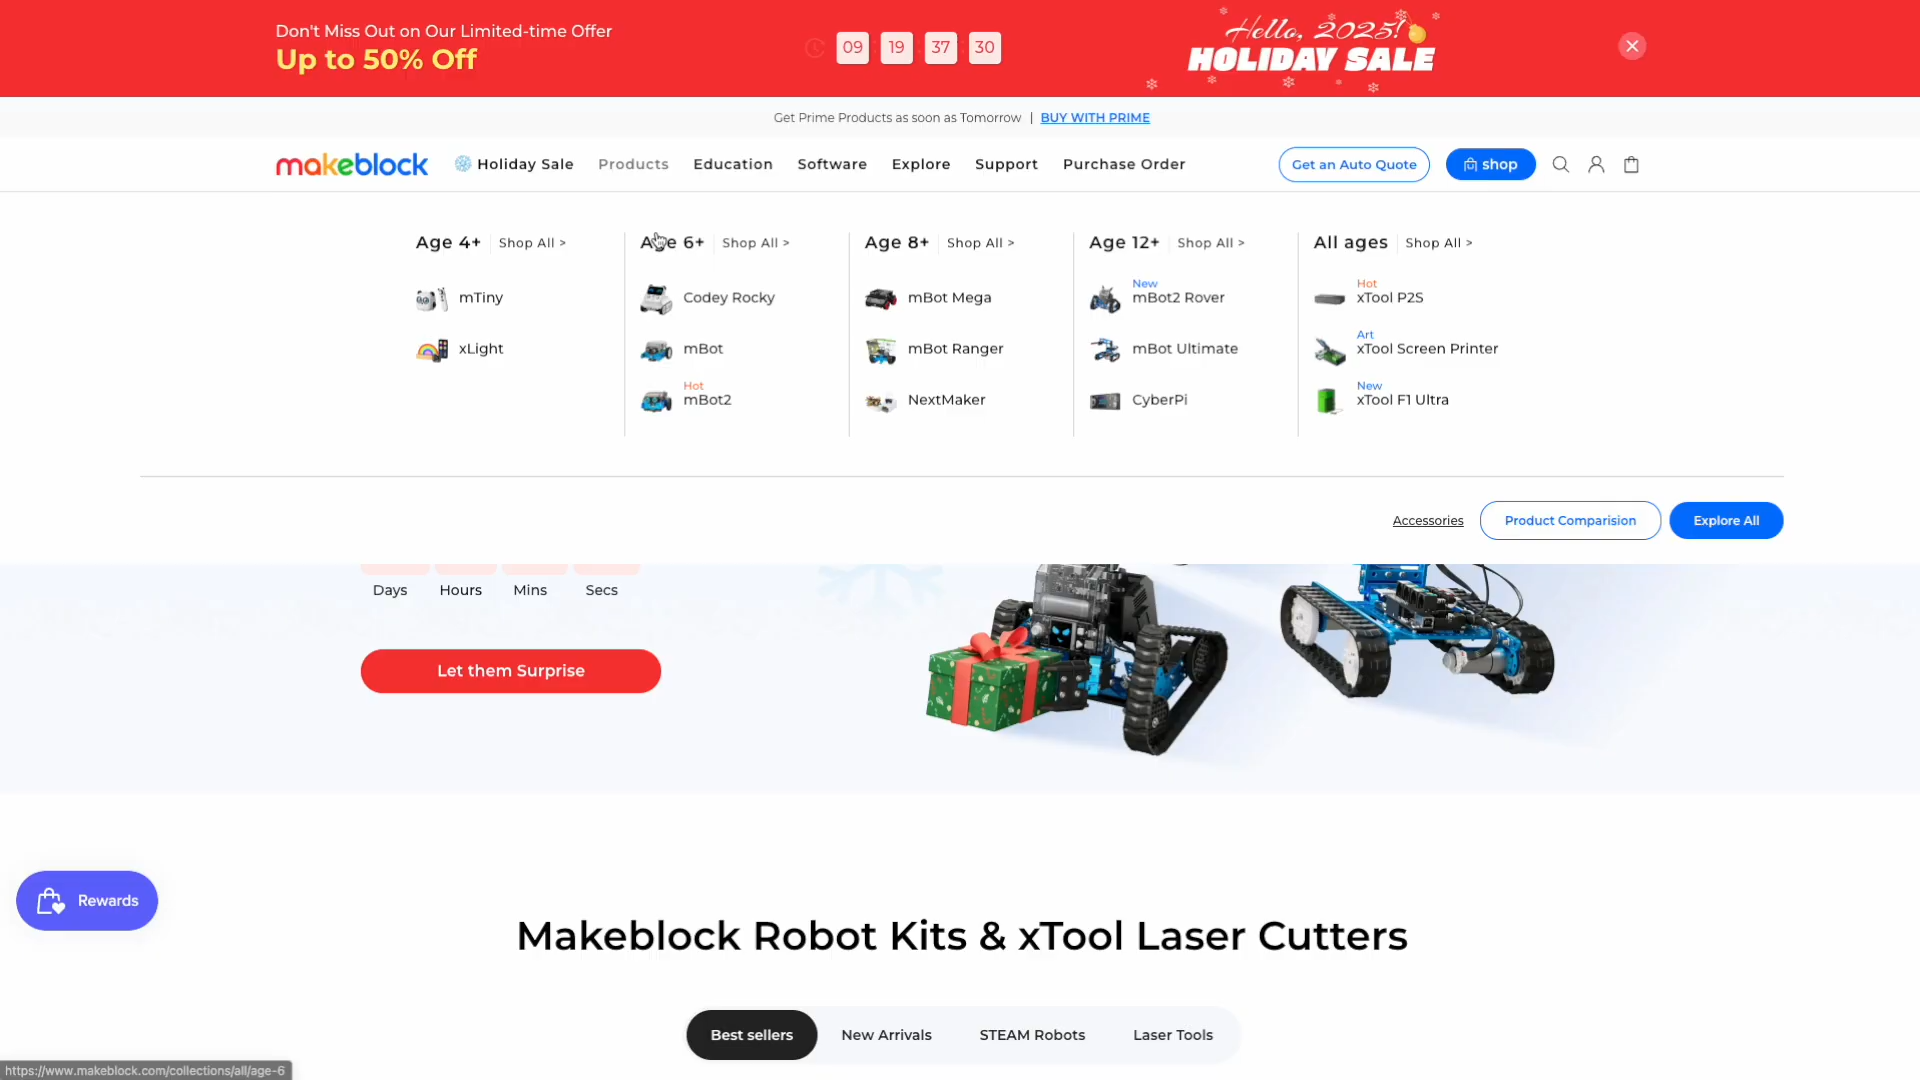 Don't Miss Out on Our Limited-time Offer
Up to 50% Off
09 19 37 30
Hello, 2025!
HOLIDAY SALE
Get Prime Products as soon as Tomorrow | BUY WITH PRIME
makeblock
Holiday Sale
Products
Education
Software
Explore
Support
Purchase Order
Get an Auto Quote
shop
Age 4+
Shop All >
mTiny
xLight
Age 6+
Shop All >
Codey Rocky
mBot
Hot
mBot2
Age 8+
Shop All >
mBot Mega
mBot Ranger
NextMaker
Age 12+
Shop All >
New
mBot2 Rover
mBot Ultimate
CyberPi
All ages
Shop All >
Hot
xTool P2S
Art
xTool Screen Printer
New
xTool F1 Ultra
Accessories
Product Comparision
Explore All
Days Hours Mins Secs
Let them Surprise
Rewards
Makeblock Robot Kits & xTool Laser Cutters
Best sellers
New Arrivals
STEAM Robots
Laser Tools
https://www.makeblock.com/collections/all/age-6